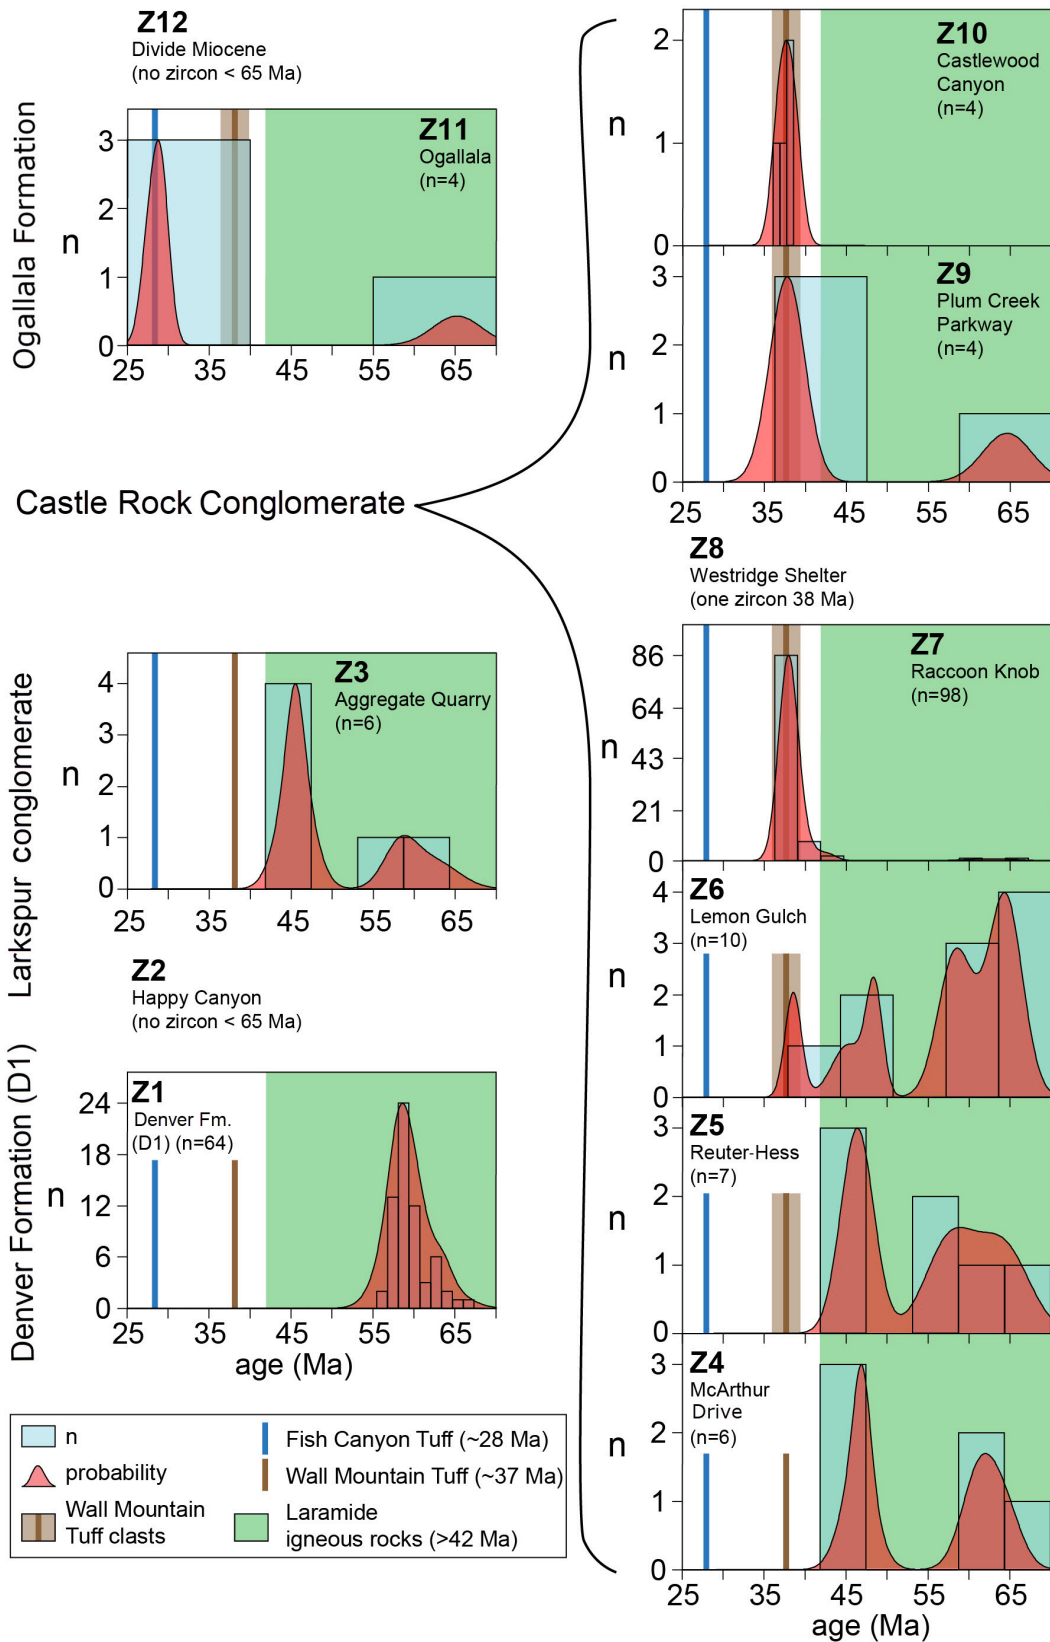 Z12
Divide Miocene
(no zircon < 65 Ma)
Ogallala Formation
n
3
2
1
0
Z11
Ogallala
(n=4)
25 35 45 55 65
Castle Rock Conglomerate
Larkspur conglomerate
n
4
3
2
1
0
Z3
Aggregate Quarry
(n=6)
25 35 45 55 65
Z2
Happy Canyon
(no zircon < 65 Ma)
Denver Formation (D1)
n
24
18
12
6
0
Z1
Denver Fm.
(D1) (n=64)
25 35 45 55 65
age (Ma)
n
probability
Wall Mountain
Tuff clasts
Fish Canyon Tuff (~28 Ma)
Wall Mountain Tuff (~37 Ma)
Laramide
igneous rocks (>42 Ma)
n
2
1
0
Z10
Castlewood
Canyon
(n=4)
n
3
2
1
0
Z9
Plum Creek
Parkway
(n=4)
25 35 45 55 65
Z8
Westridge Shelter
(one zircon 38 Ma)
n
86
64
43
21
0
Z7
Raccoon Knob
(n=98)
n
4
3
2
1
0
Z6
Lemon Gulch
(n=10)
n
3
2
1
0
Z5
Reuter-Hess
(n=7)
n
3
2
1
0
Z4
McArthur
Drive
(n=6)
25 35 45 55 65
age (Ma)